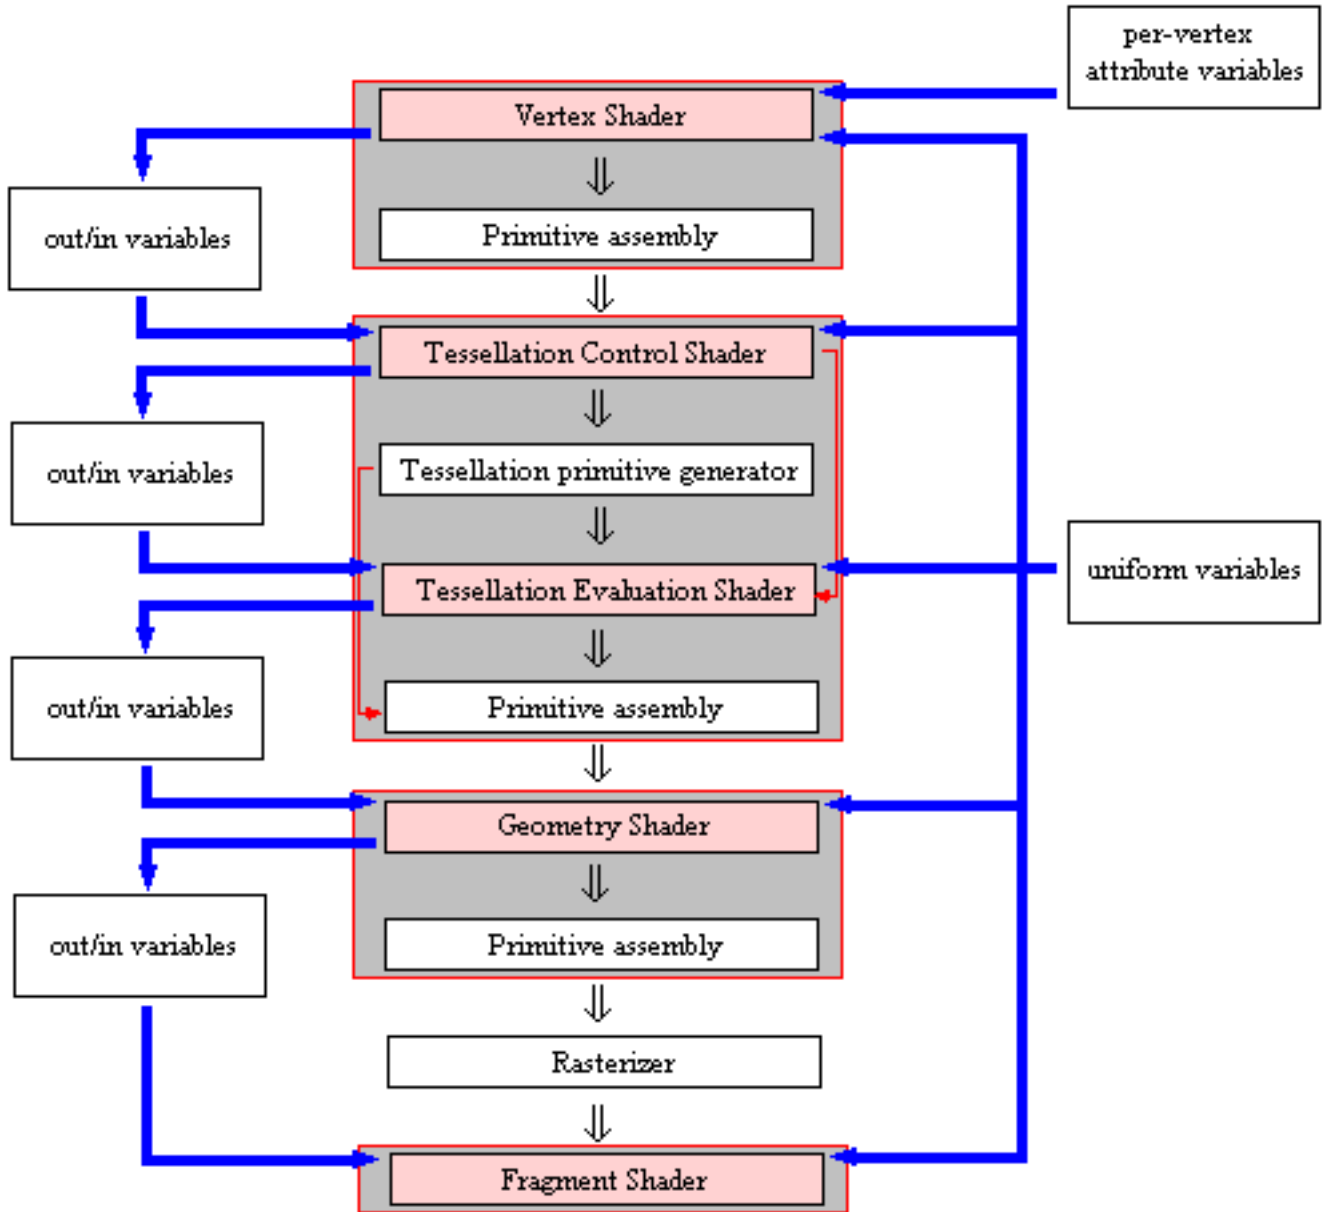 per-vertex
attribute variables
Vertex Shader
out/in variables
Primitive assembly
Tessellation Control Shader
out/in variables
Tessellation primitive generator
uniform variables
Tessellation Evaluation Shader
out/in variables
Primitive assembly
Geometry Shader
out/in variables
Primitive assembly
Rasterizer
Fragment Shader